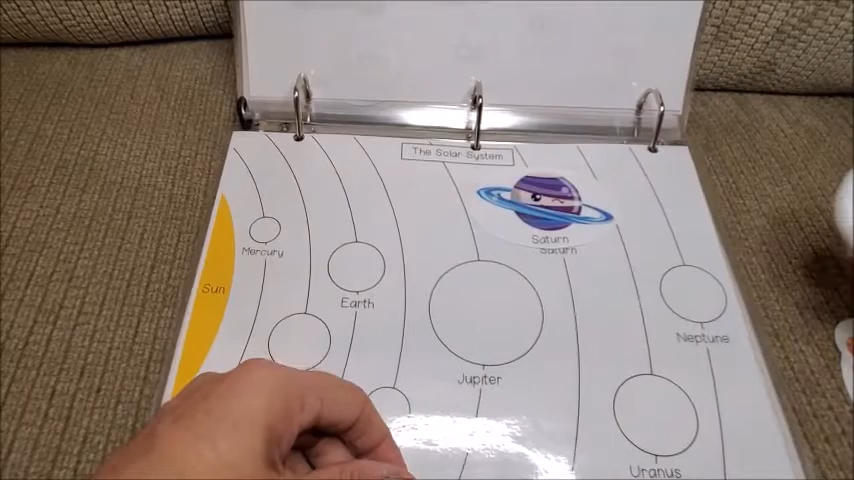 The Solar System
Saturn
Saturn
Mercury
Sun
Earth
Neptune
Jupiter
Uranus